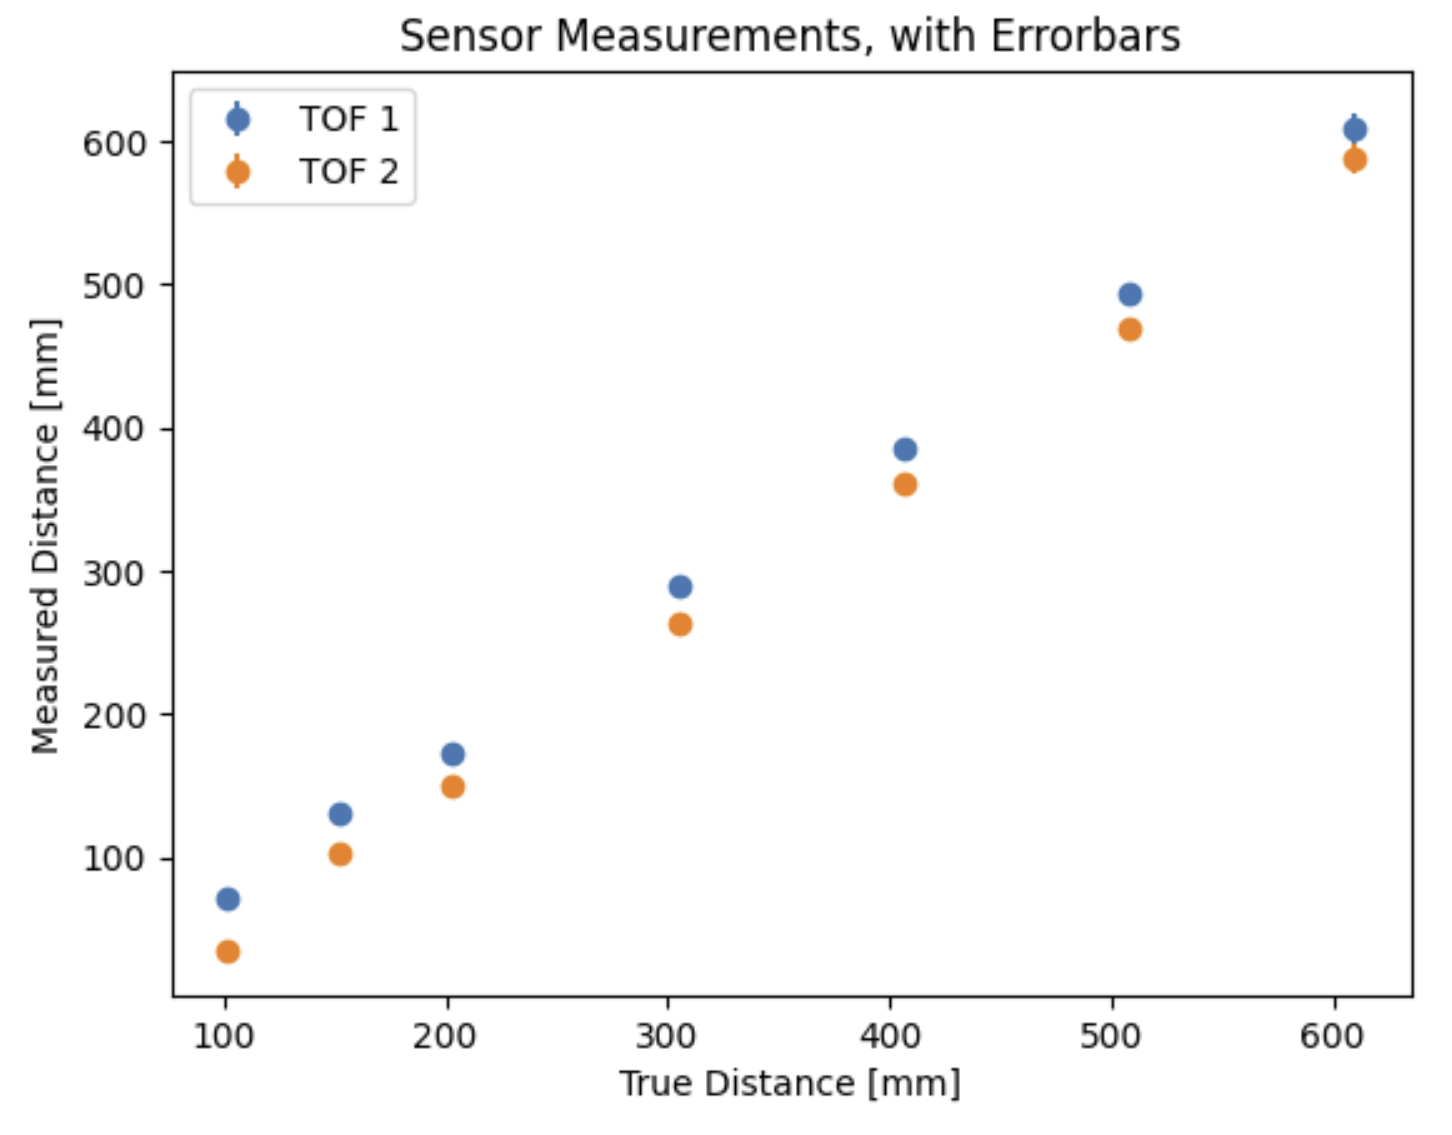 Sensor Measurements, with Errorbars
TOF 1
TOF 2
600
500
400
300
200
100
Measured Distance [mm]
100 200 300 400 500 600
True Distance [mm]